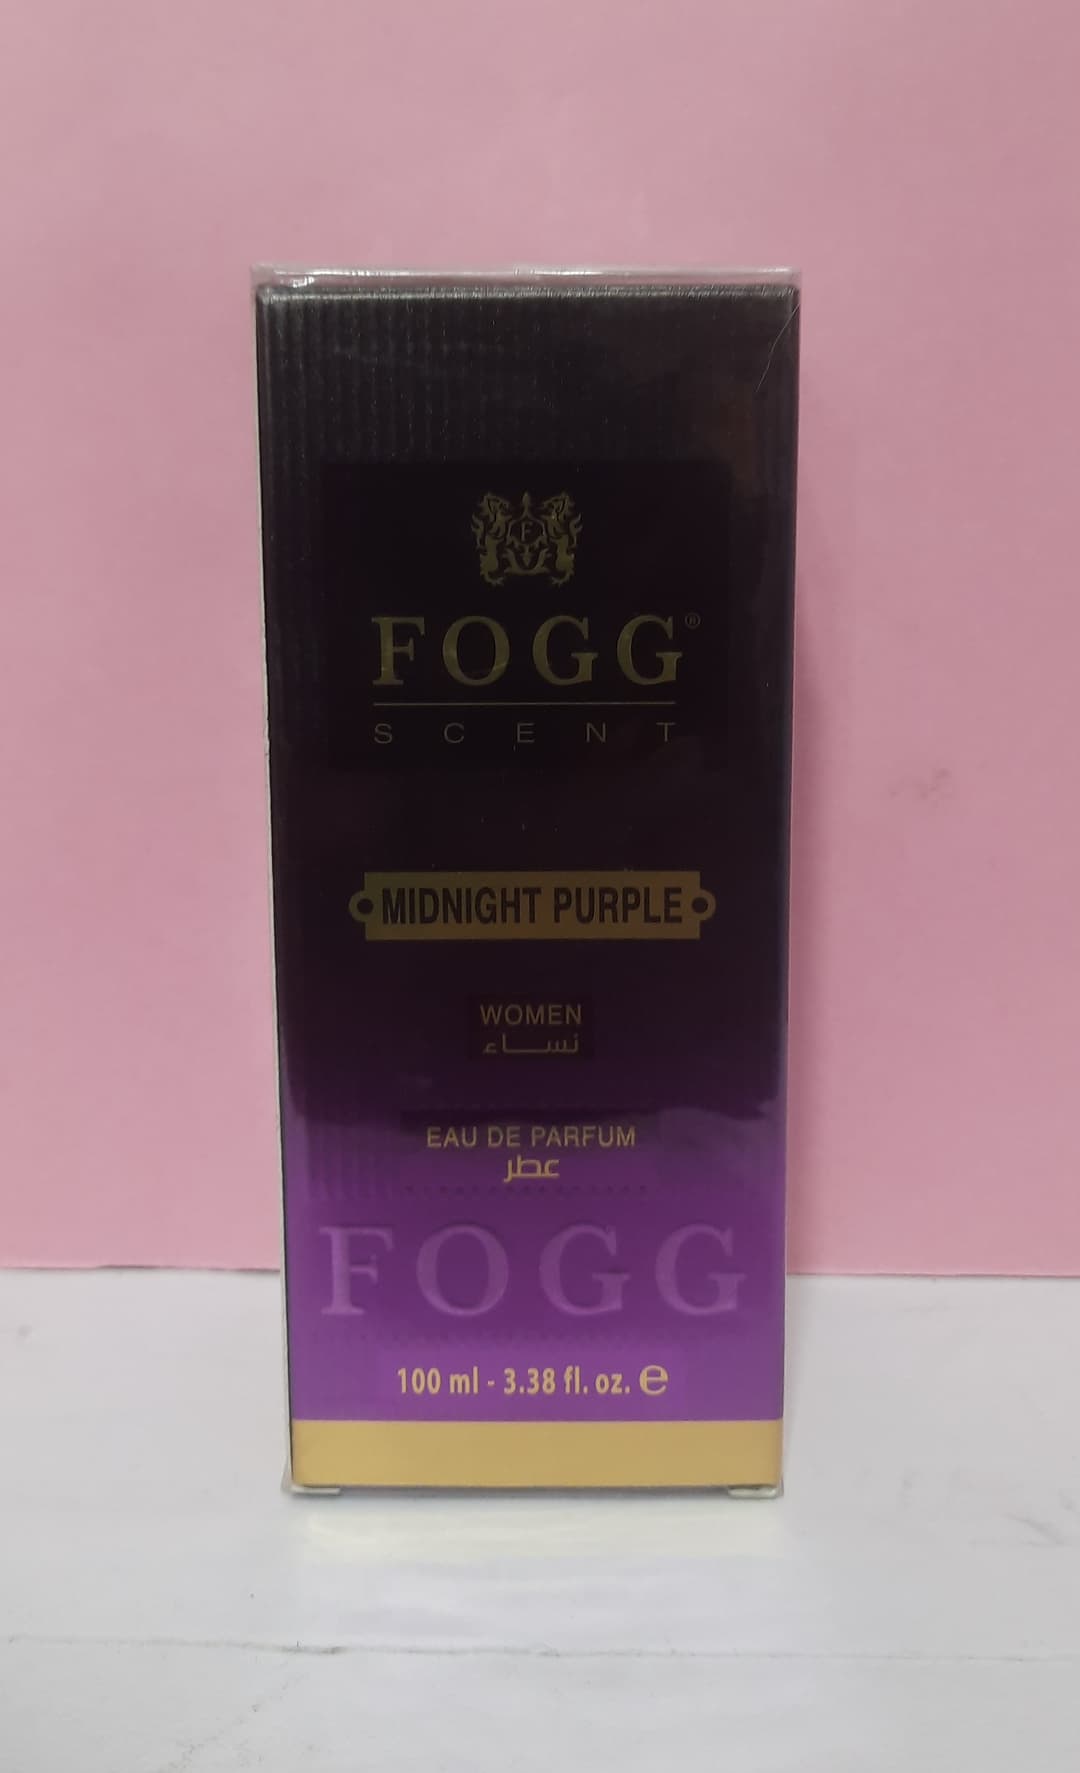 F
FOGG®
SCENT
MIDNIGHT PURPLE
WOMEN
نساء
EAU DE PARFUM
عطر
FOGG
100 ml - 3.38 fl. oz. ℮